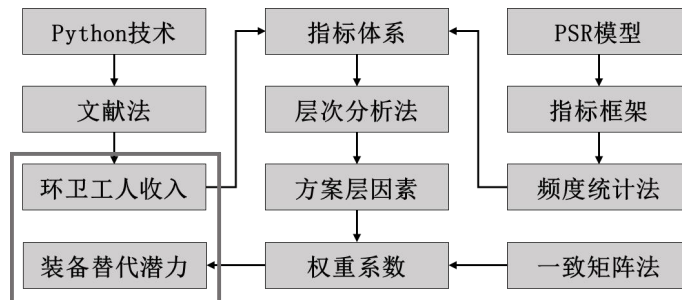 Python技术
指标体系
PSR模型
文献法
层次分析法
指标框架
环卫工人收入
方案层因素
频度统计法
装备替代潜力
权重系数
一致矩阵法